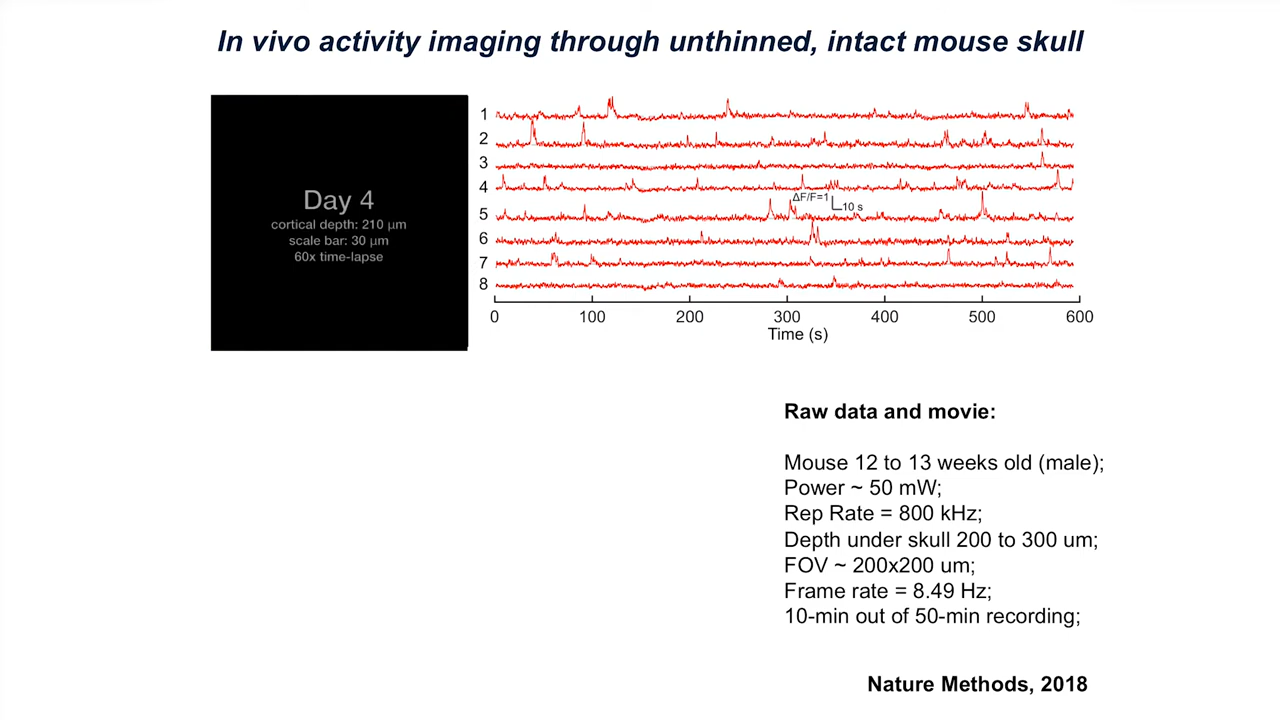 In vivo activity imaging through unthinned, intact mouse skull
Day 4
cortical depth: 210 µm
scale bar: 30 µm
60x time-lapse
1
2
3
4
5
6
7
8
ΔF/F=1
10 s
0 100 200 300 400 500 600
Time (s)
Raw data and movie:
Mouse 12 to 13 weeks old (male);
Power ~ 50 mW;
Rep Rate = 800 kHz;
Depth under skull 200 to 300 um;
FOV ~ 200x200 um;
Frame rate = 8.49 Hz;
10-min out of 50-min recording;
Nature Methods, 2018